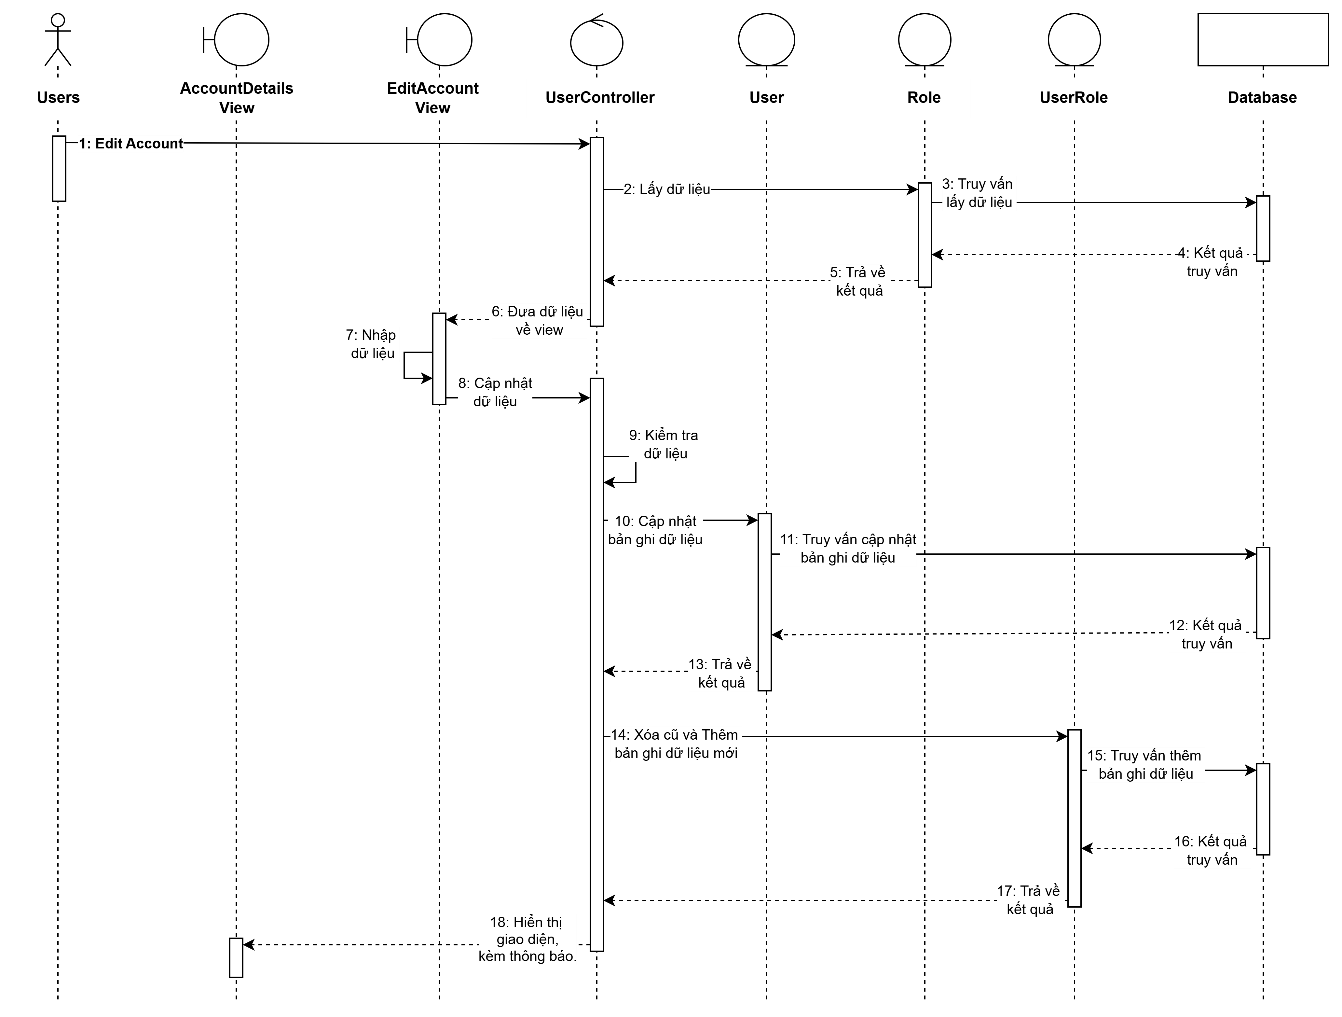 Users
AccountDetails
View
EditAccount
View
UserController
User
Role
UserRole
Database
1: Edit Account
2: Lấy dữ liệu
3: Truy vấn
lấy dữ liệu
4: Kết quả
truy vấn
5: Trả về
kết quả
6: Đưa dữ liệu
về view
7: Nhập
dữ liệu
8: Cập nhật
dữ liệu
9: Kiểm tra
dữ liệu
10: Cập nhật
bản ghi dữ liệu
11: Truy vấn cập nhật
bản ghi dữ liệu
12: Kết quả
truy vấn
13: Trả về
kết quả
14: Xóa cũ và Thêm
bản ghi dữ liệu mới
15: Truy vấn thêm
bản ghi dữ liệu
16: Kết quả
truy vấn
17: Trả về
kết quả
18: Hiển thị
giao diện,
kèm thông báo.